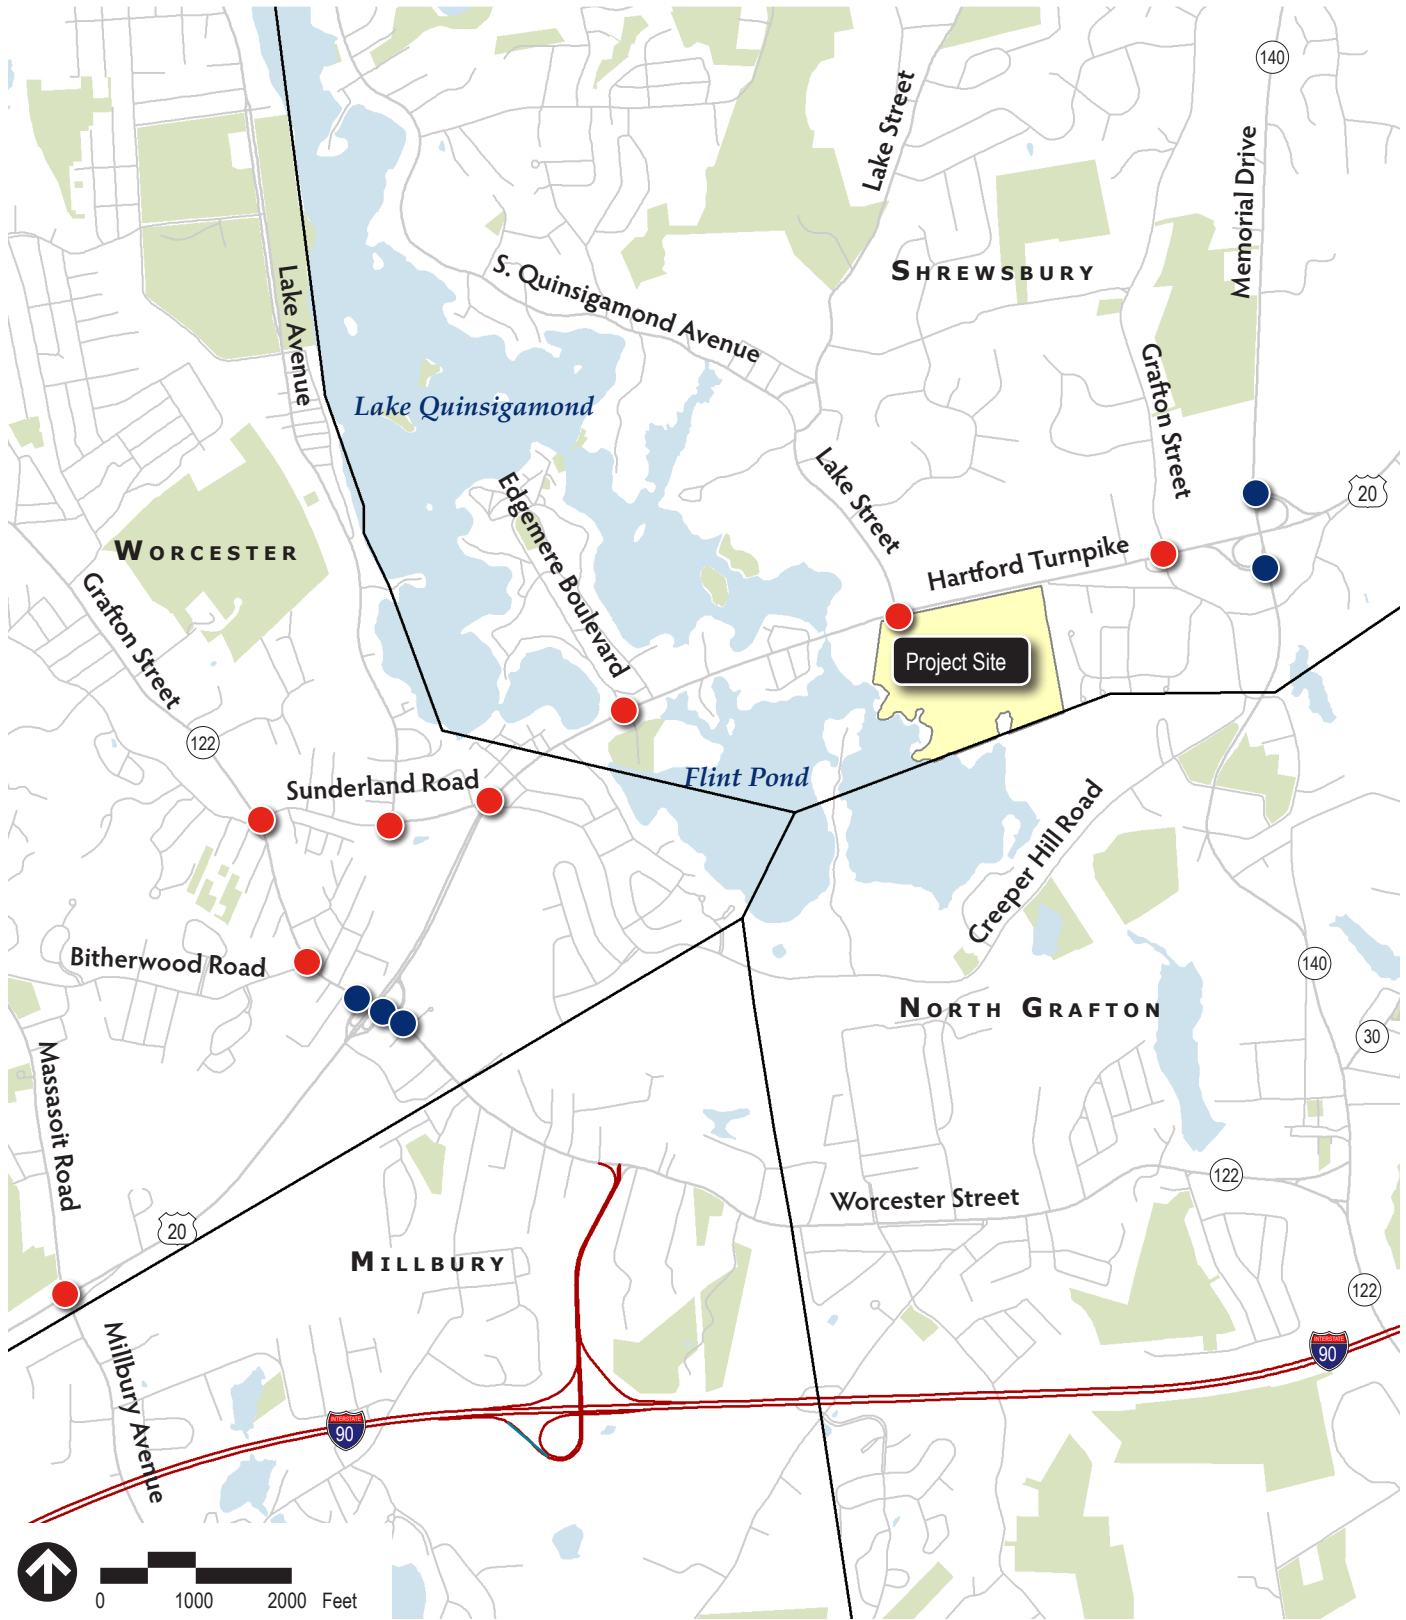 140
Lake Street
Memorial Drive
SHREWSBURY
S. Quinsigamond Avenue
Lake Avenue
Grafton Street
Lake Quinsigamond
Lake Street
Edgemere Boulevard
20
Hartford Turnpike
WORCESTER
Grafton Street
Project Site
122
Flint Pond
Sunderland Road
Creeper Hill Road
Bitherwood Road
140
NORTH GRAFTON
30
Massasoit Road
122
Worcester Street
20
MILLBURY
122
INTERSTATE
90
Millbury Avenue
INTERSTATE
90
0 1000 2000 Feet